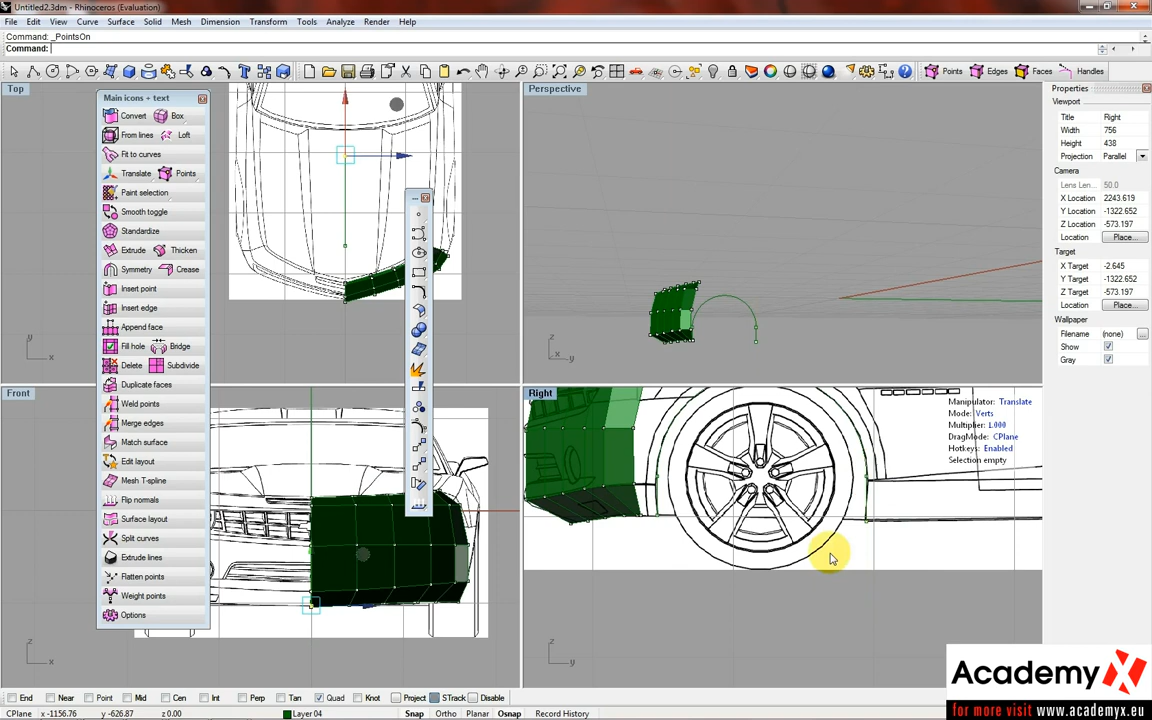 Untitled2.3dm - Rhinoceros (Evaluation)
File Edit View Curve Surface Solid Mesh Dimension Transform Tools Analyze Render Help
Command: _PointsOn
Command:
Points Edges Faces Handles
Top
Perspective
Front
Right
Main icons + text
Convert Box
From lines Loft
Fit to curves
Translate Points
Paint selection
Smooth toggle
Standardize
Extrude Thicken
Symmetry Crease
Insert point
Insert edge
Append face
Fill hole Bridge
Delete Subdivide
Duplicate faces
Weld points
Merge edges
Match surface
Edit layout
Mesh T-spline
Flip normals
Surface layout
Split curves
Extrude lines
Flatten points
Weight points
Options
...
y
x
z
x y
z
x
z
y
Manipulator: Translate
Mode: Verts
Multiplier: 1.000
DragMode: CPlane
Hotkeys: Enabled
Selection empty
Properties
Viewport
Title Right
Width 756
Height 438
Projection Parallel
Camera
Lens Len... 50.0
X Location 2243.619
Y Location -1322.652
Z Location -573.197
Location Place...
Target
X Target -2.645
Y Target -1322.652
Z Target -573.197
Location Place...
Wallpaper
Filename (none) ...
Show
Gray
End Near Point Mid Cen Int Perp Tan Quad Knot Project STrack Disable
CPlane x -1156.76 y -626.87 z 0.00 Layer 04 Snap Ortho Planar Osnap Record History
Academy X
for more visit www.academyx.eu